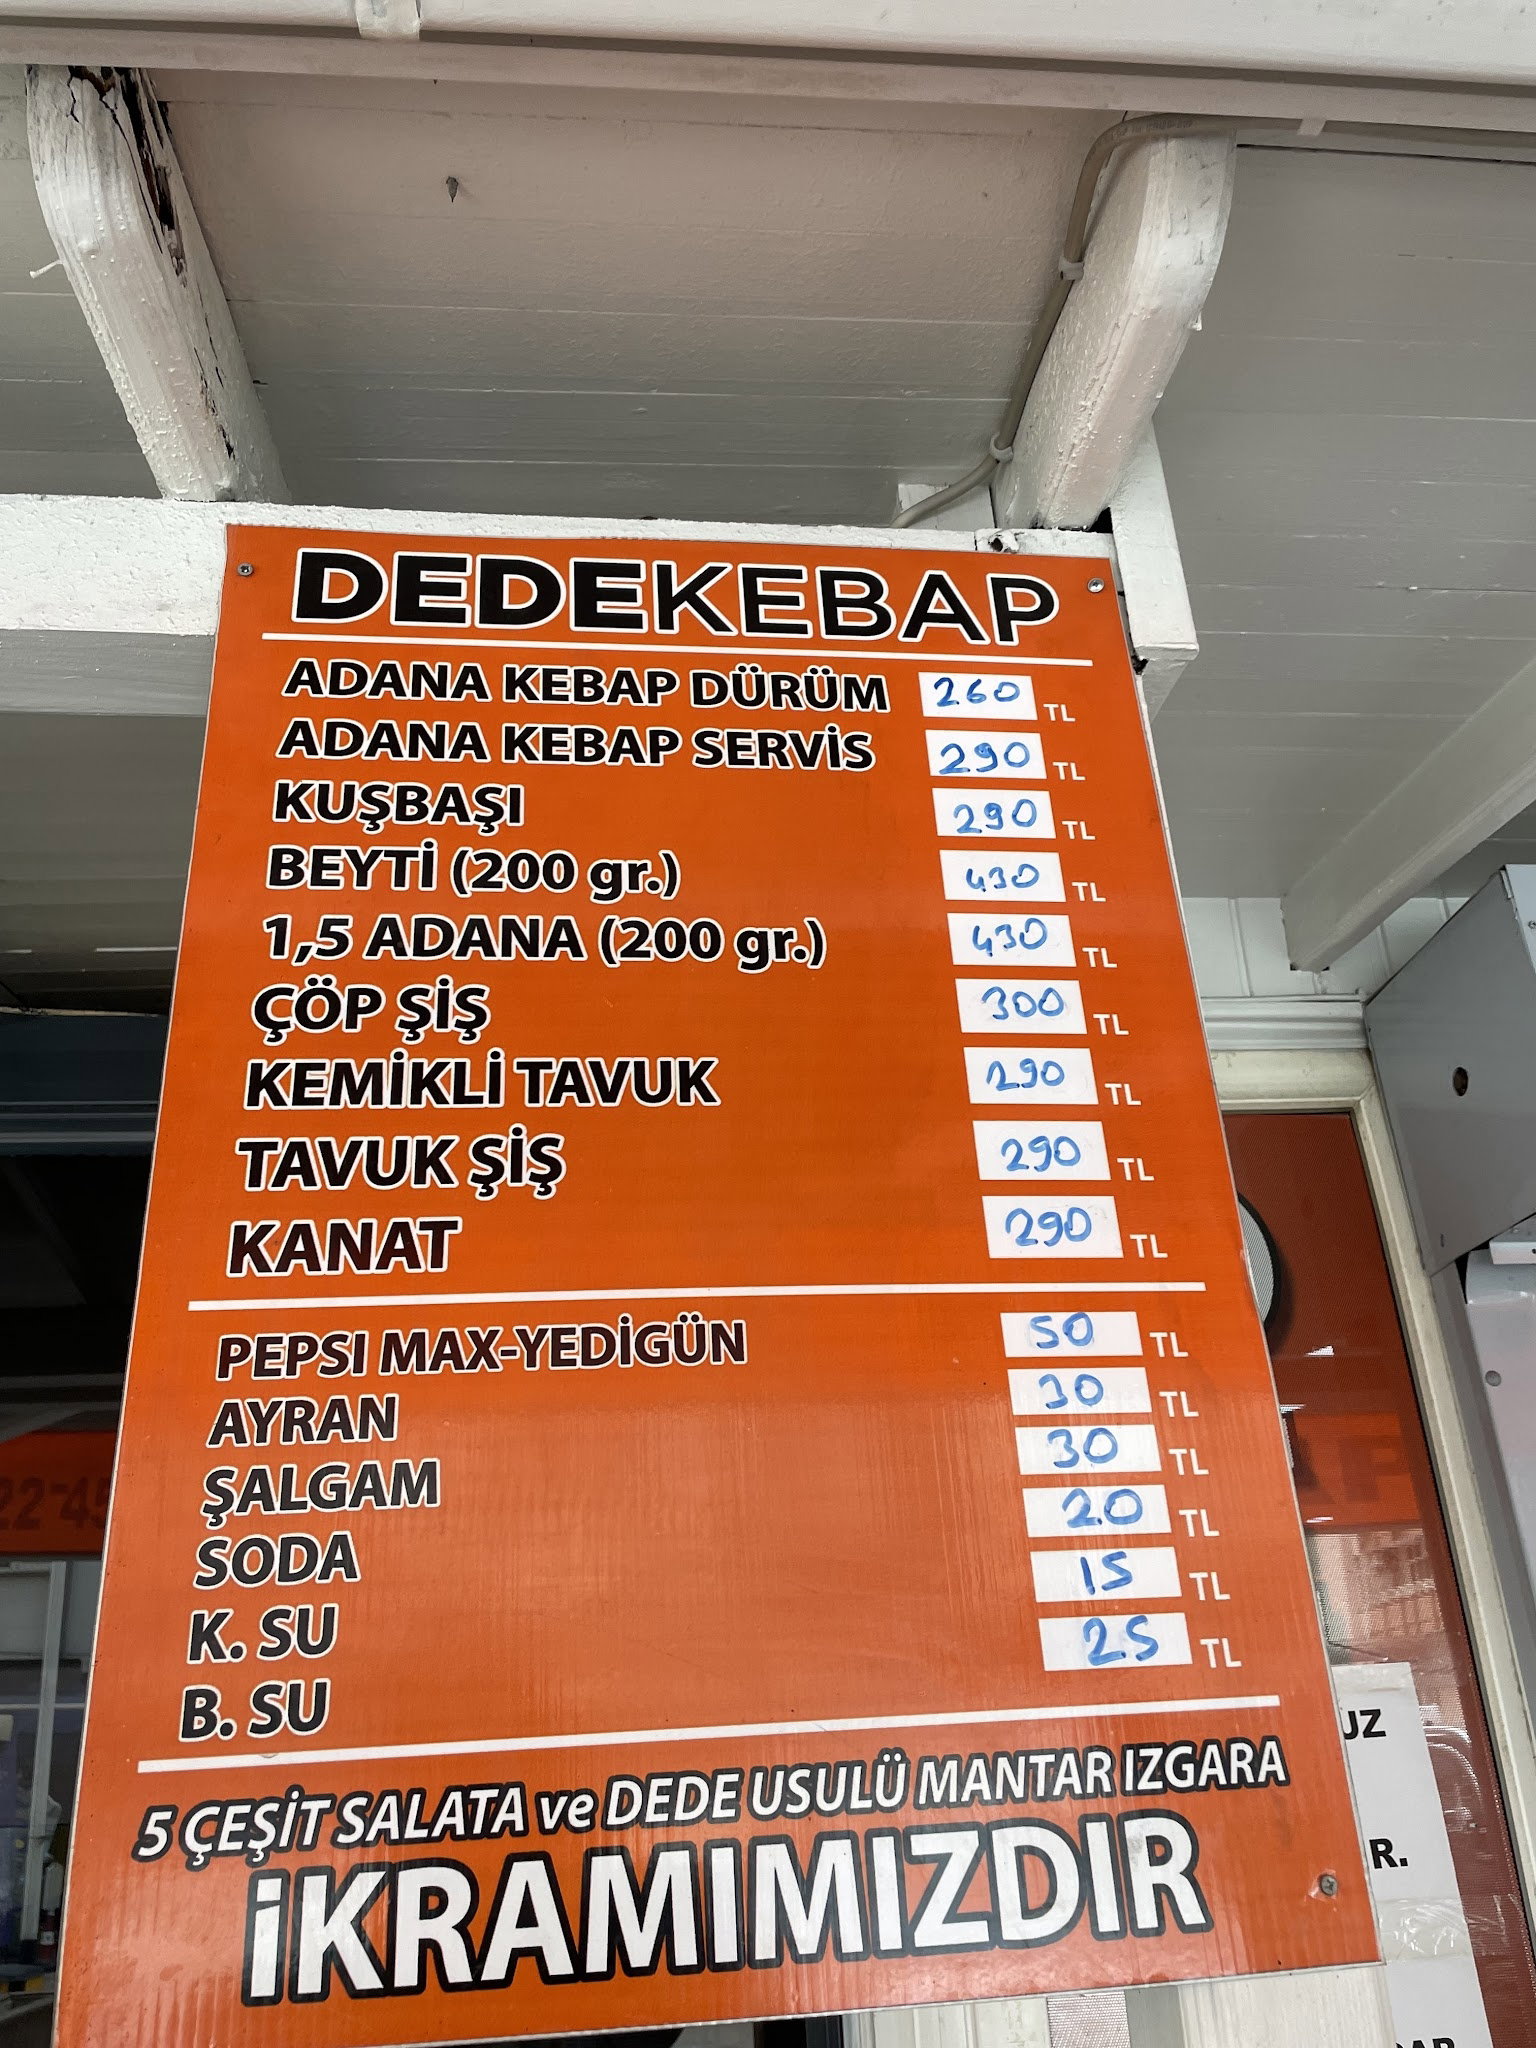 DEDEKEBAP
ADANA KEBAP DÜRÜM 260 TL
ADANA KEBAP SERVİS 290 TL
KUŞBAŞI 290 TL
BEYTİ (200 gr.) 430 TL
1,5 ADANA (200 gr.) 430 TL
ÇÖP ŞİŞ 300 TL
KEMİKLİ TAVUK 290 TL
TAVUK ŞİŞ 290 TL
KANAT 290 TL
PEPSI MAX-YEDİGÜN 50 TL
AYRAN 30 TL
ŞALGAM 30 TL
SODA 20 TL
K. SU 15 TL
B. SU 25 TL
5 ÇEŞİT SALATA ve DEDE USULÜ MANTAR IZGARA
İKRAMIMIZDIR
UZ
R.